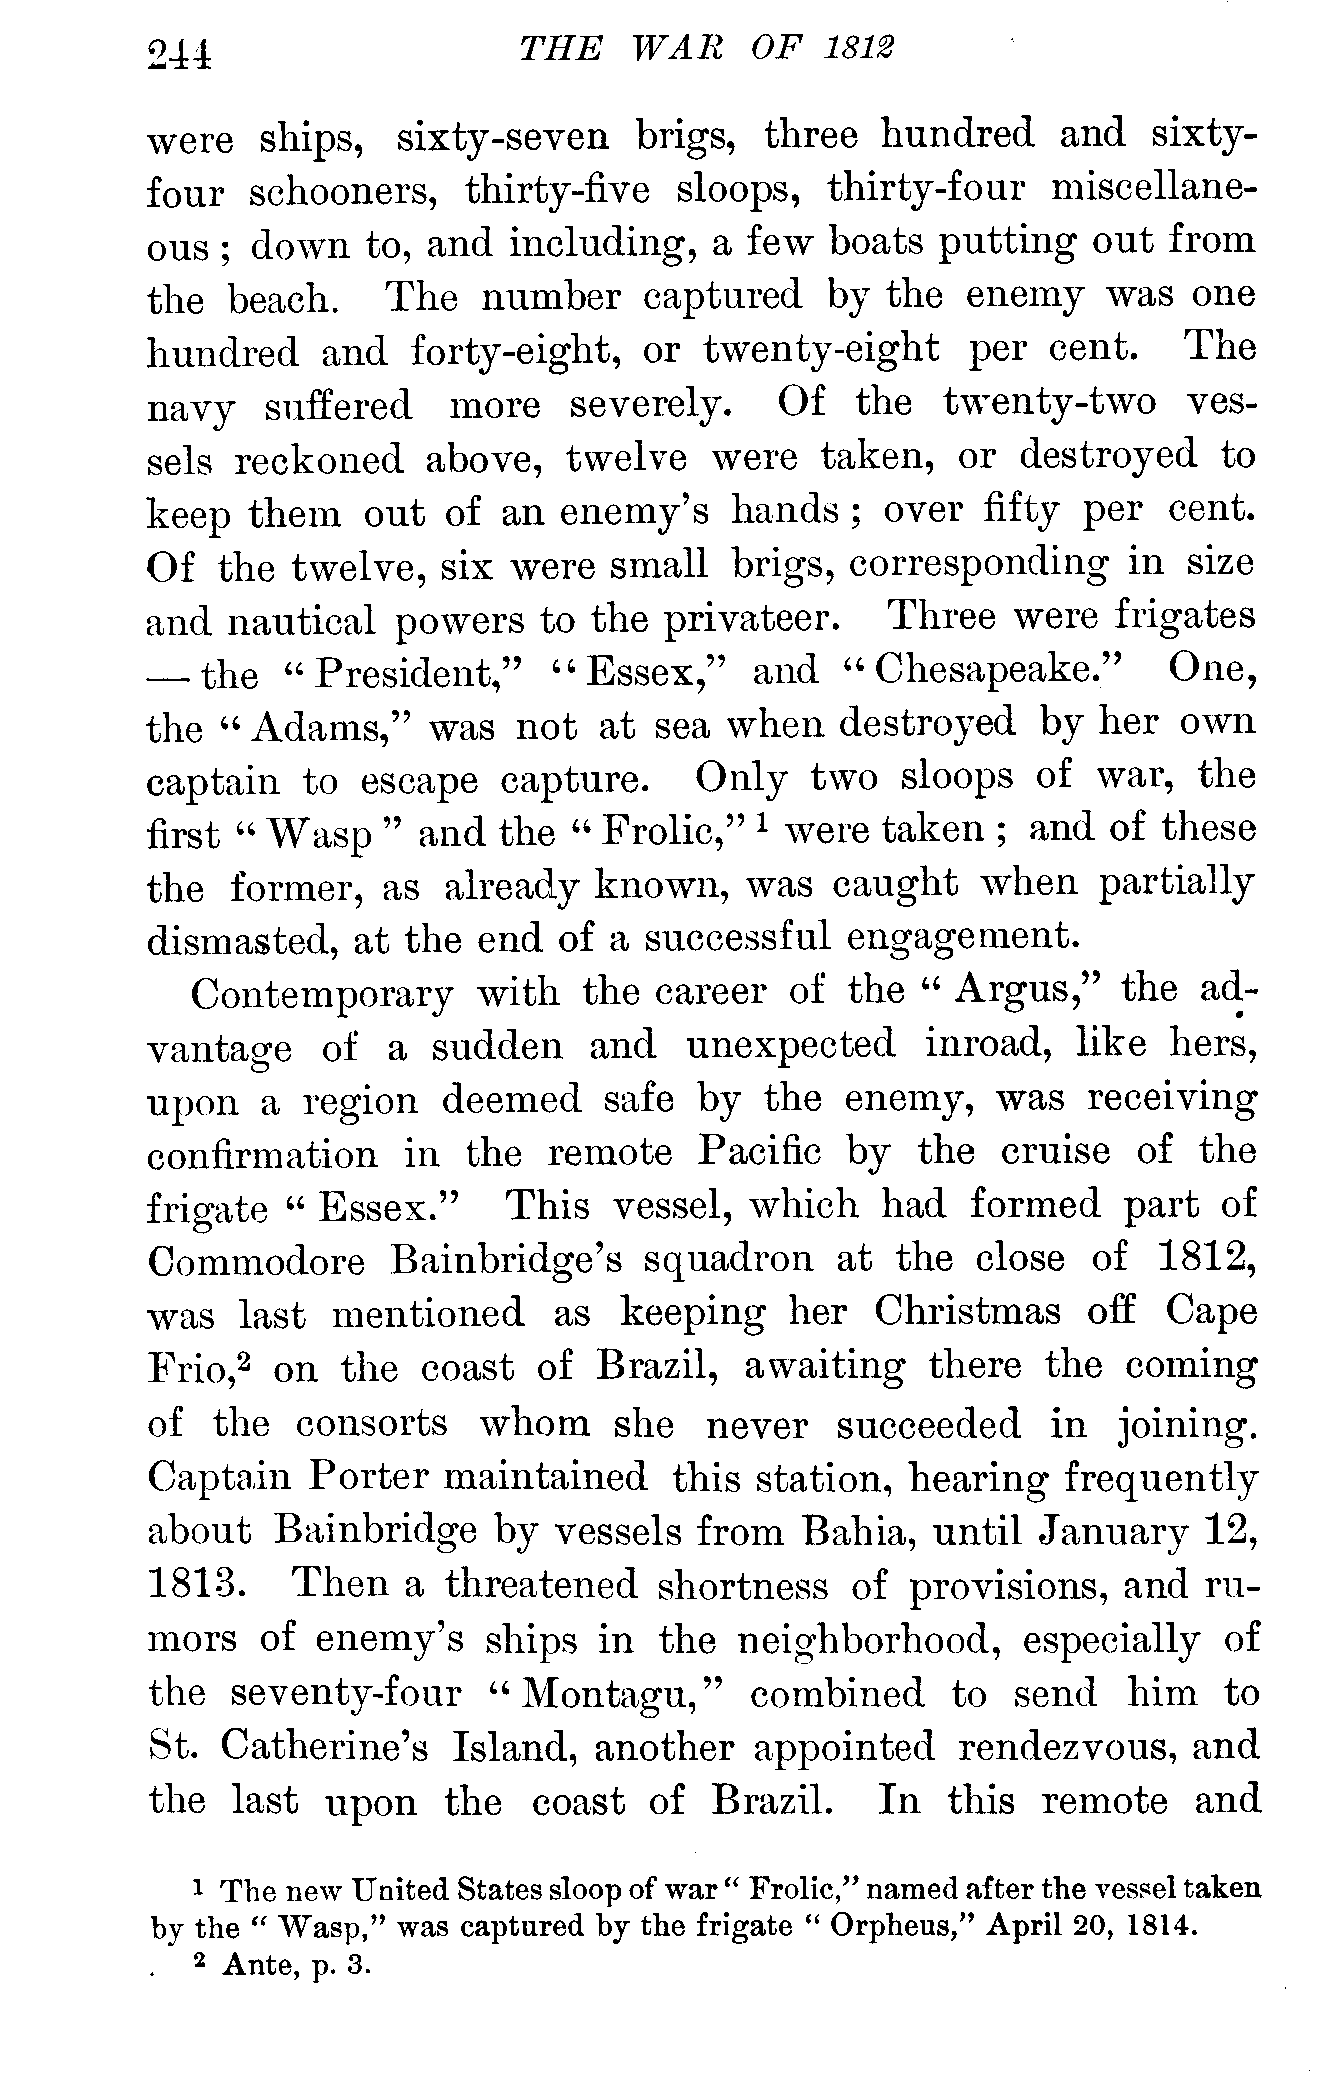 244 THE WAR OF 1812
were ships, sixty-seven brigs, three hundred and sixty-
four schooners, thirty-five sloops, thirty-four miscellane-
ous ; down to, and including, a few boats putting out from
the beach. The number captured by the enemy was one
hundred and forty-eight, or twenty-eight per cent. The
navy suffered more severely. Of the twenty-two ves-
sels reckoned above, twelve were taken, or destroyed to
keep them out of an enemy's hands ; over fifty per cent.
Of the twelve, six were small brigs, corresponding in size
and nautical powers to the privateer. Three were frigates
— the " President," " Essex," and " Chesapeake." One,
the " Adams," was not at sea when destroyed by her own
captain to escape capture. Only two sloops of war, the
first " Wasp " and the " Frolic," ¹ were taken ; and of these
the former, as already known, was caught when partially
dismasted, at the end of a successful engagement.
Contemporary with the career of the " Argus," the ad-
vantage of a sudden and unexpected inroad, like hers,
upon a region deemed safe by the enemy, was receiving
confirmation in the remote Pacific by the cruise of the
frigate " Essex." This vessel, which had formed part of
Commodore Bainbridge's squadron at the close of 1812,
was last mentioned as keeping her Christmas off Cape
Frio,² on the coast of Brazil, awaiting there the coming
of the consorts whom she never succeeded in joining.
Captain Porter maintained this station, hearing frequently
about Bainbridge by vessels from Bahia, until January 12,
1813. Then a threatened shortness of provisions, and ru-
mors of enemy's ships in the neighborhood, especially of
the seventy-four " Montagu," combined to send him to
St. Catherine's Island, another appointed rendezvous, and
the last upon the coast of Brazil. In this remote and
¹ The new United States sloop of war " Frolic," named after the vessel taken
by the " Wasp," was captured by the frigate " Orpheus," April 20, 1814.
² Ante, p. 3.